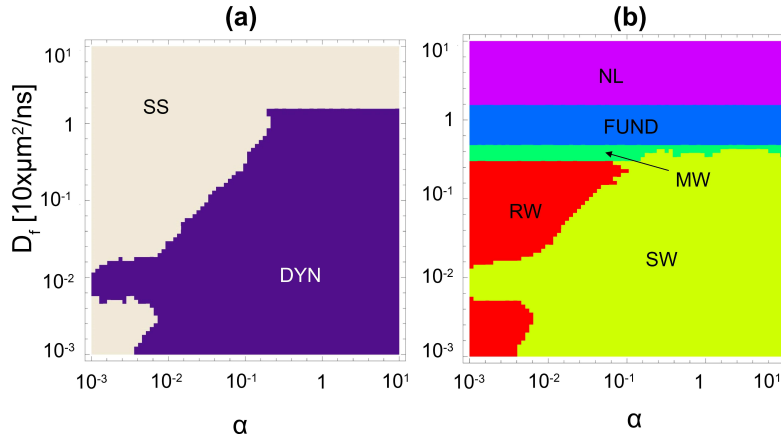 (a)
(b)
D_f [10xμm²/ns]
10¹
1
10⁻¹
10⁻²
10⁻³
SS
DYN
10⁻³ 10⁻² 10⁻¹ 1 10¹
α
10¹
1
10⁻¹
10⁻²
10⁻³
NL
FUND
MW
RW
SW
10⁻³ 10⁻² 10⁻¹ 1 10¹
α